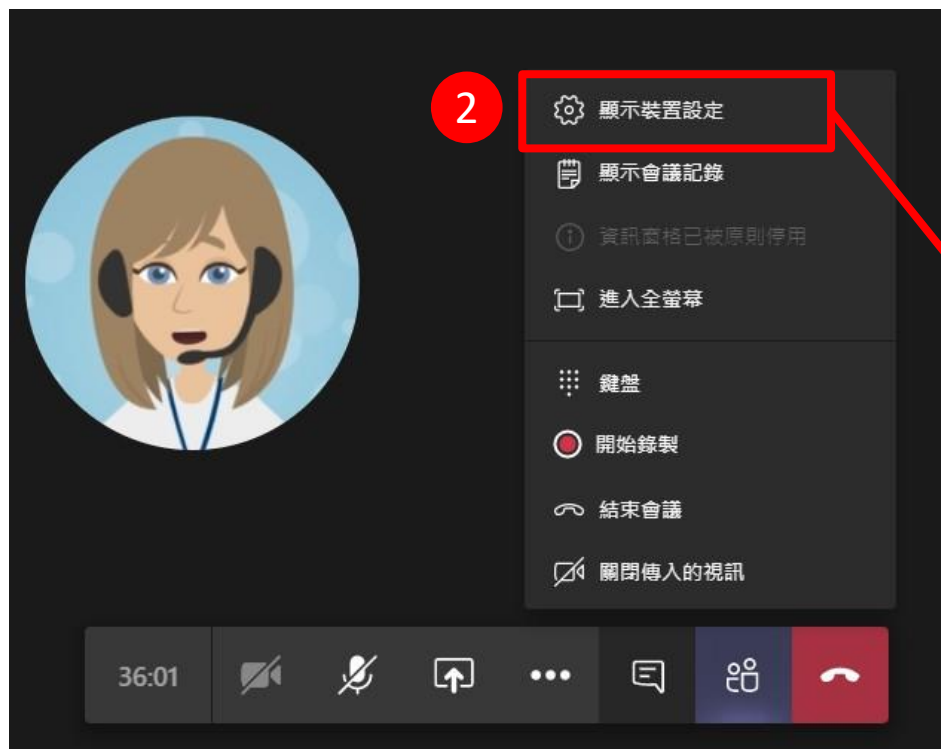 2
顯示裝置設定
顯示會議記錄
資訊窗格已被原則停用
進入全螢幕
鍵盤
開始錄製
結束會議
關閉傳入的視訊
36:01